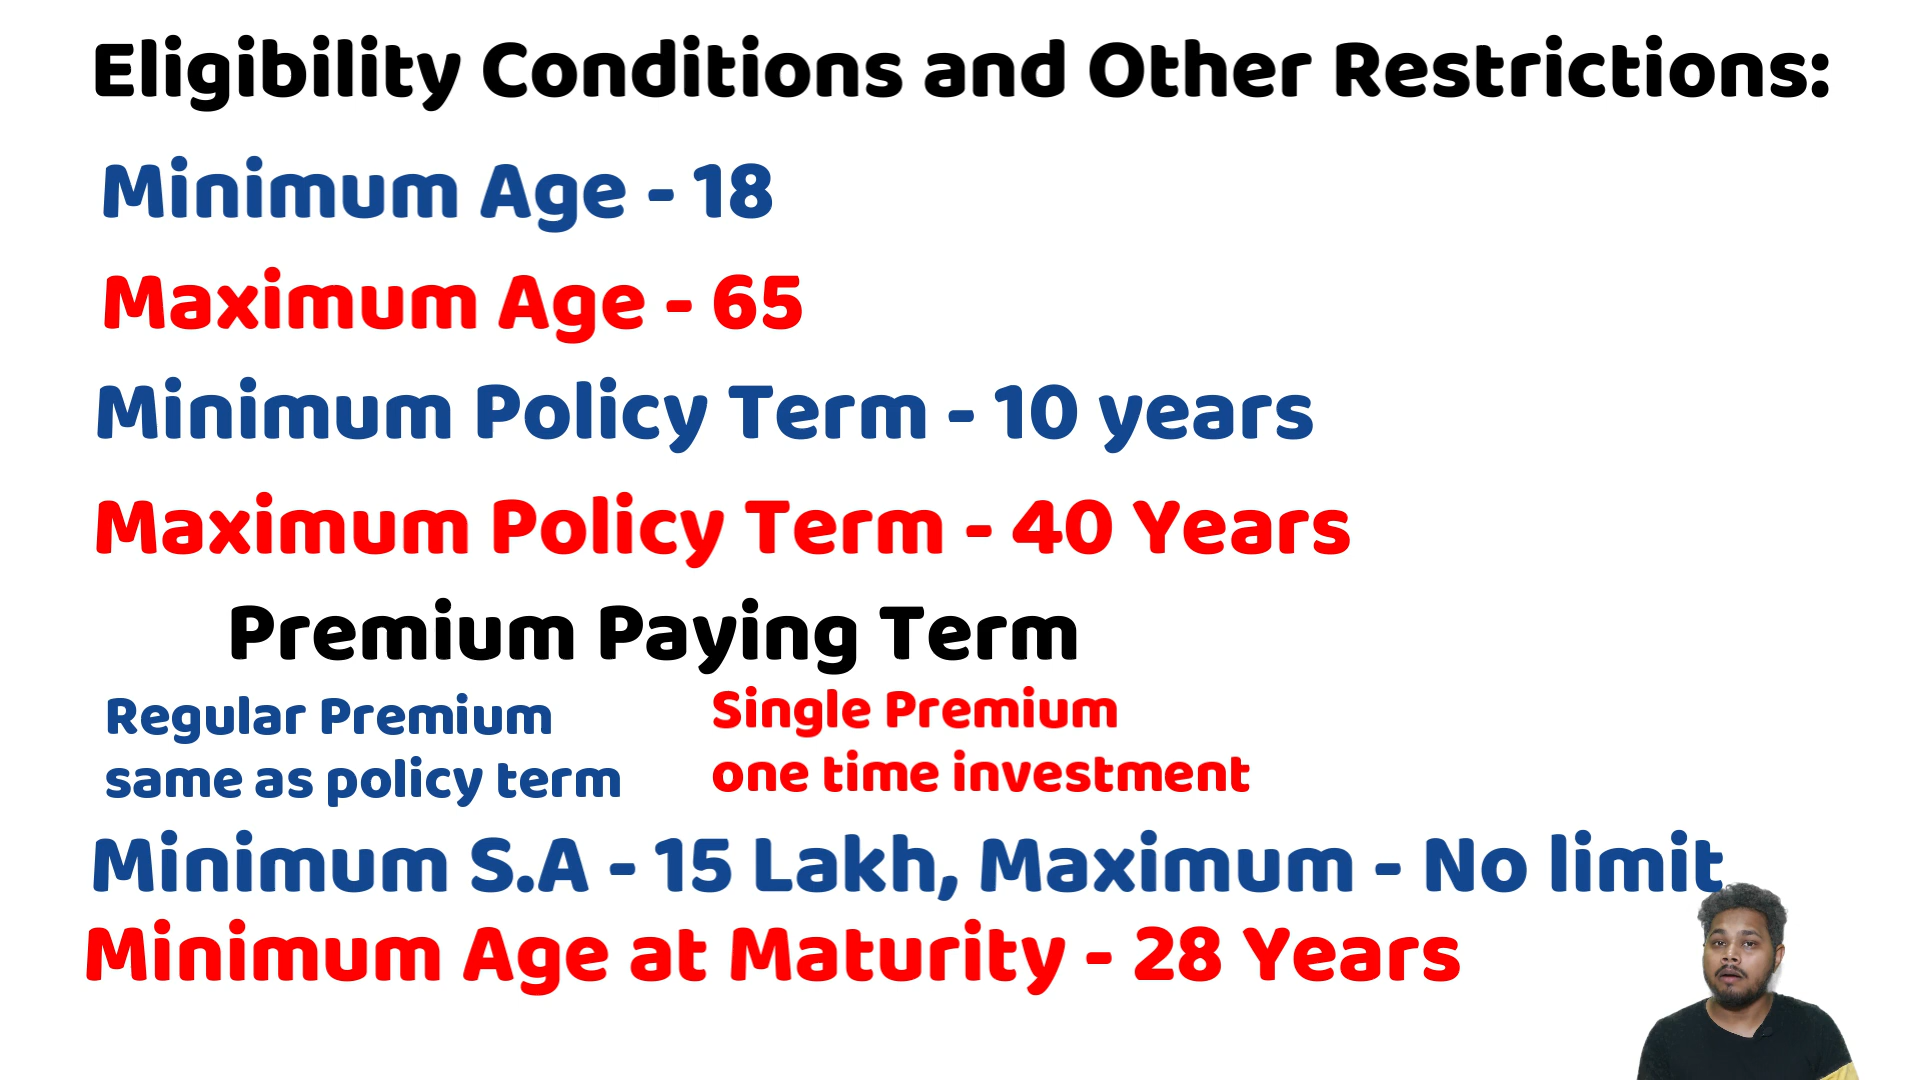 Eligibility Conditions and Other Restrictions:
Minimum Age - 18
Maximum Age - 65
Minimum Policy Term - 10 years
Maximum Policy Term - 40 Years
Premium Paying Term
Regular Premium
same as policy term
Single Premium
one time investment
Minimum S.A - 15 Lakh, Maximum - No limit
Minimum Age at Maturity - 28 Years